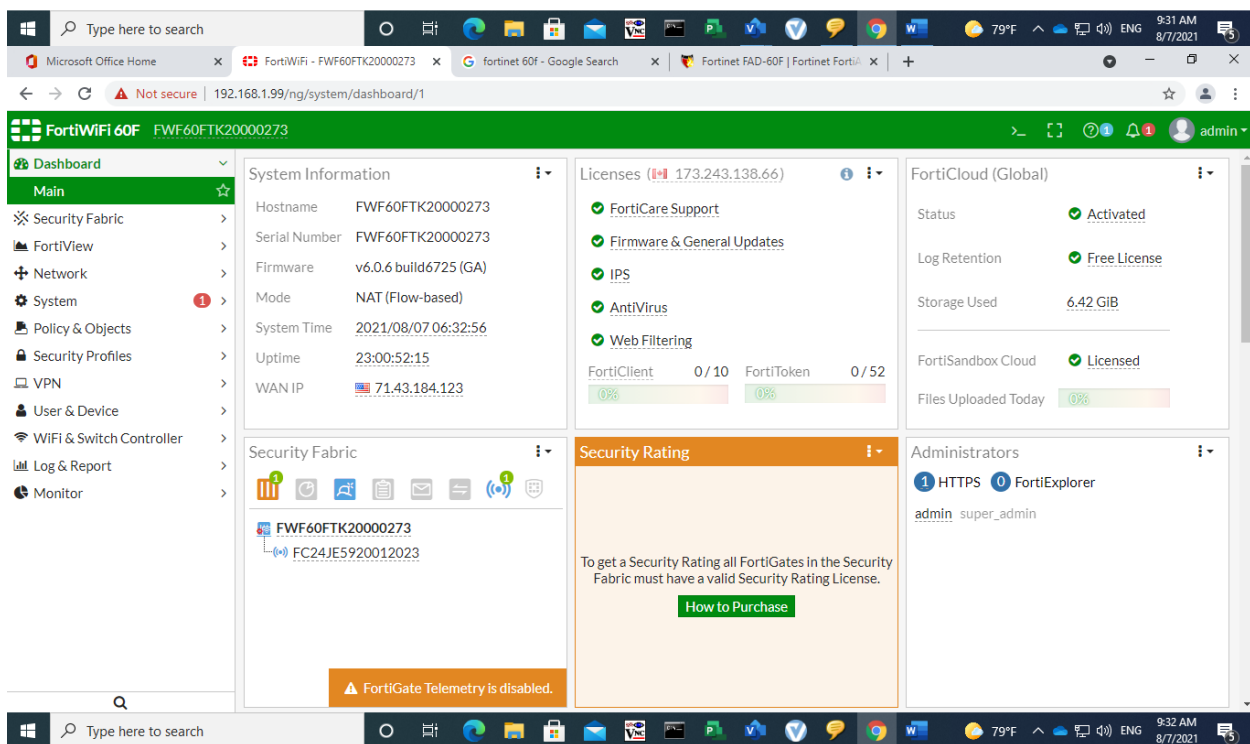 Type here to search
79°F
ENG
9:31 AM
8/7/2021
5
Microsoft Office Home
FortiWiFi - FWF60FTK20000273
fortinet 60f - Google Search
Fortinet FAD-60F | Fortinet FortiA
Not secure
192.168.1.99/ng/system/dashboard/1
FortiWiFi 60F FWF60FTK20000273
>_
1
1
admin
Dashboard
Main
Security Fabric
FortiView
Network
System 1
Policy & Objects
Security Profiles
VPN
User & Device
WiFi & Switch Controller
Log & Report
Monitor
System Information
Hostname FWF60FTK20000273
Serial Number FWF60FTK20000273
Firmware v6.0.6 build6725 (GA)
Mode NAT (Flow-based)
System Time 2021/08/07 06:32:56
Uptime 23:00:52:15
WAN IP 71.43.184.123
Licenses (173.243.138.66)
FortiCare Support
Firmware & General Updates
IPS
AntiVirus
Web Filtering
FortiClient 0 / 10 FortiToken 0 / 52
0% 0%
FortiCloud (Global)
Status Activated
Log Retention Free License
Storage Used 6.42 GiB
FortiSandbox Cloud Licensed
Files Uploaded Today 0%
Security Fabric
1
1
FWF60FTK20000273
FC24JE5920012023
FortiGate Telemetry is disabled.
Security Rating
To get a Security Rating all FortiGates in the Security
Fabric must have a valid Security Rating License.
How to Purchase
Administrators
1 HTTPS 0 FortiExplorer
admin super_admin
Type here to search
79°F
ENG
9:32 AM
8/7/2021
5